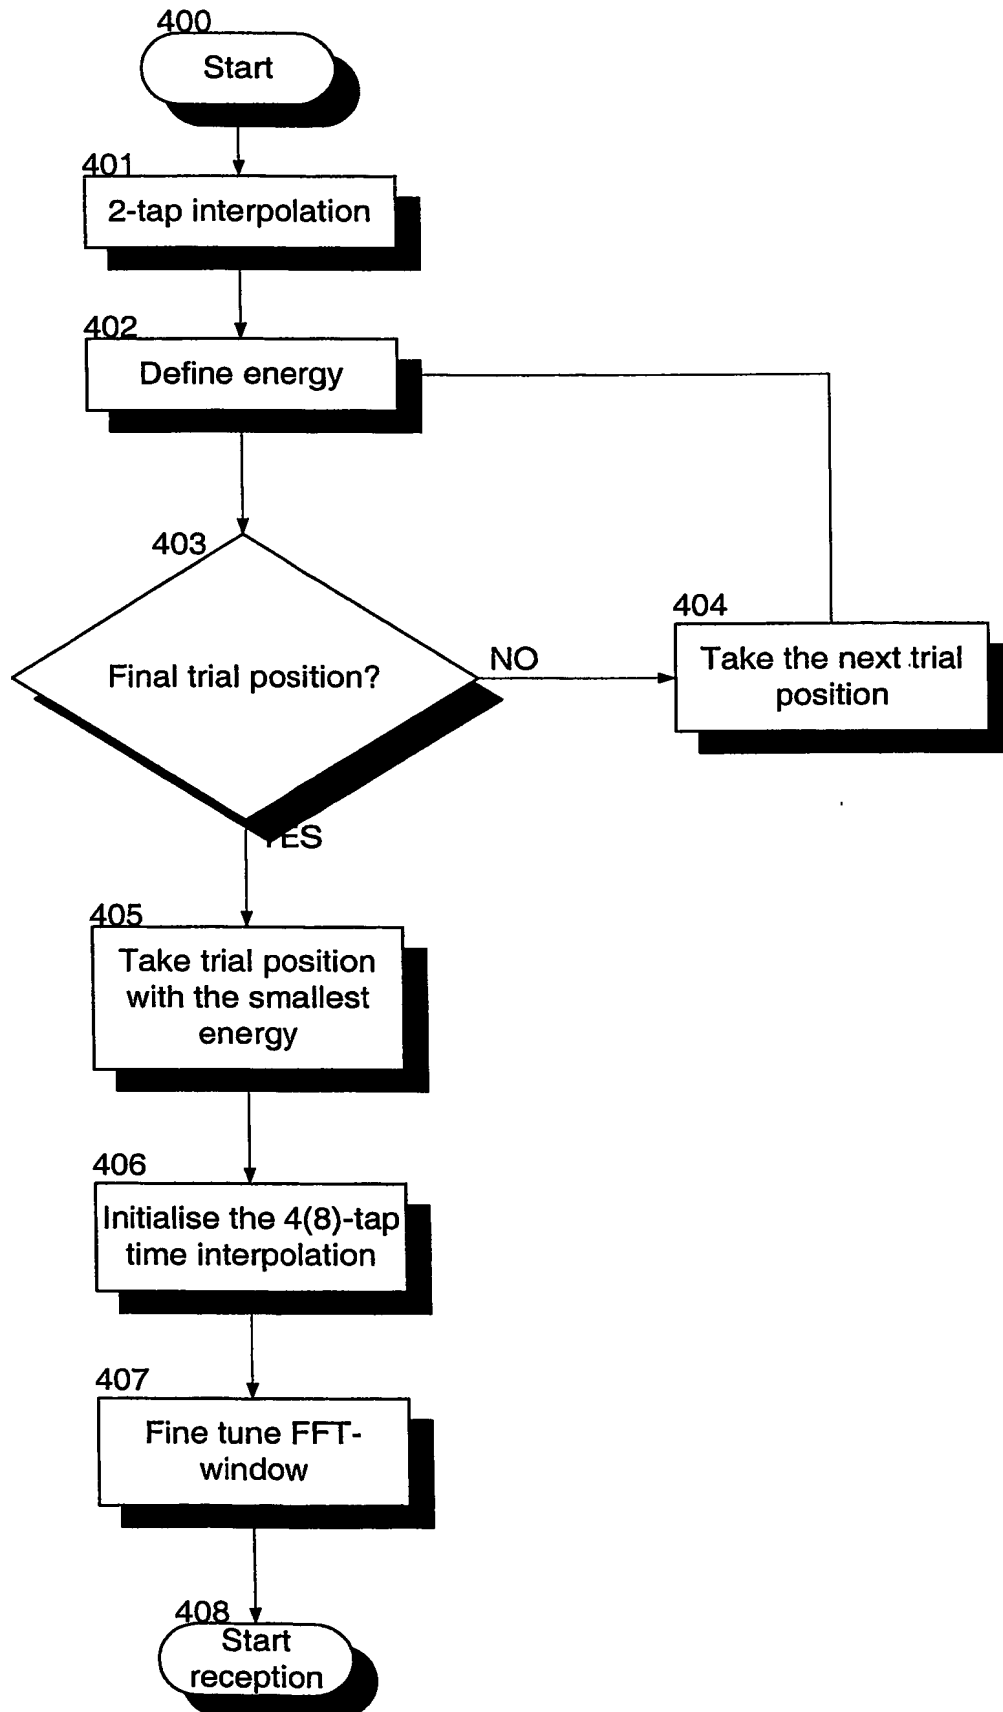 400
Start
401
2-tap interpolation
402
Define energy
403
Final trial position?
NO
404
Take the next trial
position
YES
405
Take trial position
with the smallest
energy
406
Initialise the 4(8)-tap
time interpolation
407
Fine tune FFT-
window
408
Start
reception